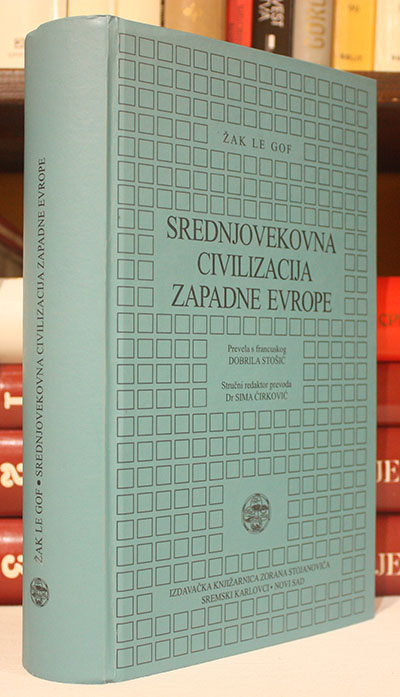 ŽAK LE GOF
SREDNJOVEKOVNA
CIVILIZACIJA
ZAPADNE EVROPE
Prevela s francuskog
DOBRILA STOŠIĆ
Stručni redaktor prevoda
Dr SIMA ĆIRKOVIĆ
IZDAVAČKA KNJIŽARNICA ZORANA STOJANOVIĆA
SREMSKI KARLOVCI • NOVI SAD
ŽAK LE GOF • SREDNJOVEKOVNA CIVILIZACIJA ZAPADNE EVROPE